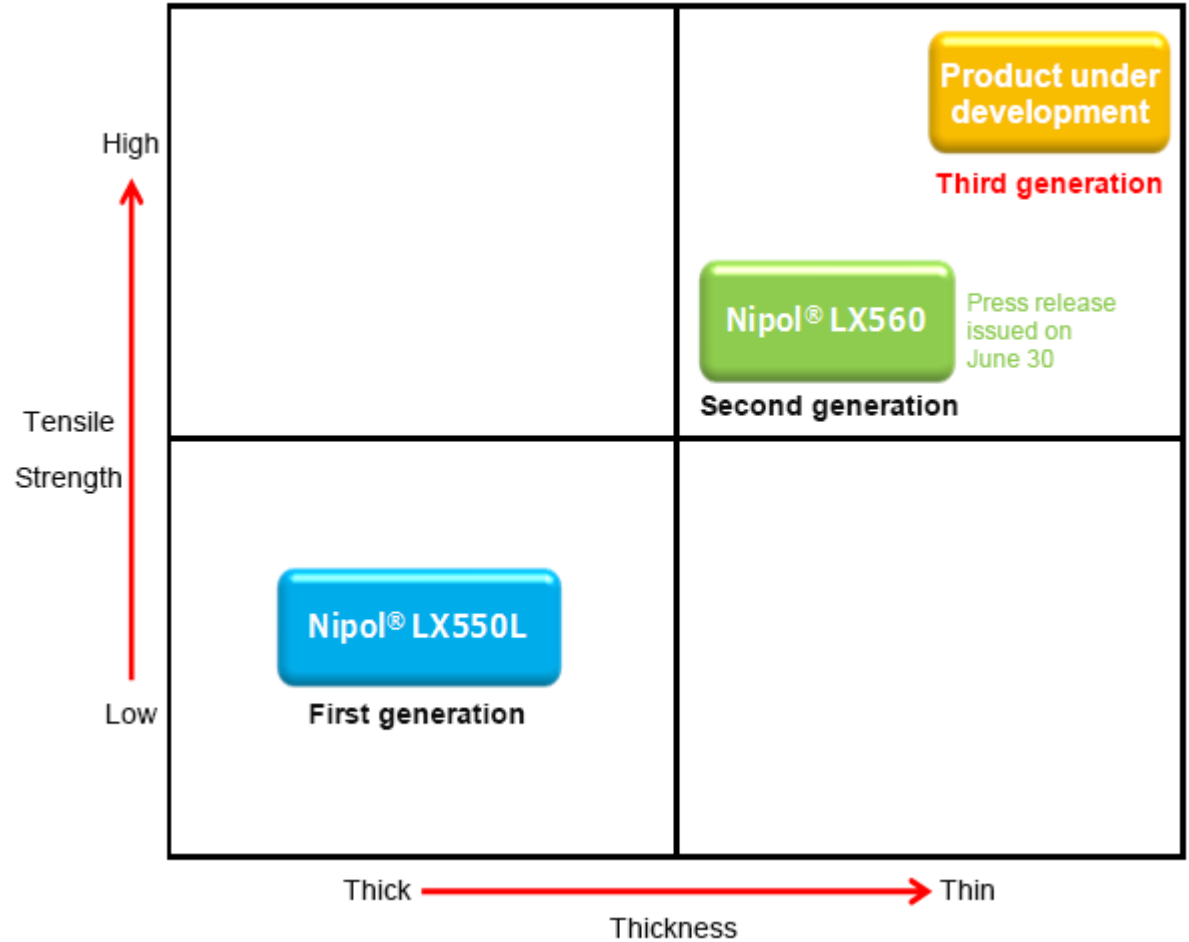 Product under
development
High
Third generation
Nipol® LX560
Press release
issued on
June 30
Second generation
Tensile
Strength
Nipol® LX550L
First generation
Low
Thick
Thin
Thickness